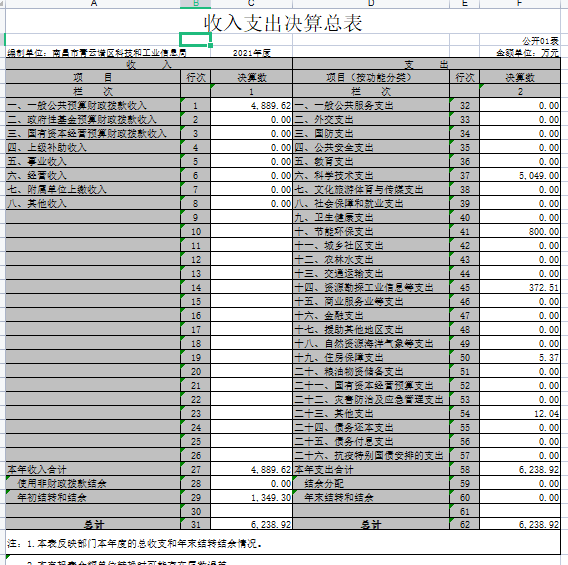 A B C D E F
收入支出决算总表
公开01表
编制单位：南昌市青云谱区科技和工业信息局 2021年度 金额单位：万元
收 入 支 出
项 目 行次 决算数 项目（按功能分类） 行次 决算数
栏 次 1 栏 次 2
一、一般公共预算财政拨款收入 1 4,889.62 一、一般公共服务支出 32 0.00
二、政府性基金预算财政拨款收入 2 0.00 二、外交支出 33 0.00
三、国有资本经营预算财政拨款收入 3 0.00 三、国防支出 34 0.00
四、上级补助收入 4 0.00 四、公共安全支出 35 0.00
五、事业收入 5 0.00 五、教育支出 36 0.00
六、经营收入 6 0.00 六、科学技术支出 37 5,049.00
七、附属单位上缴收入 7 0.00 七、文化旅游体育与传媒支出 38 0.00
八、其他收入 8 0.00 八、社会保障和就业支出 39 0.00
9 九、卫生健康支出 40 0.00
10 十、节能环保支出 41 800.00
11 十一、城乡社区支出 42 0.00
12 十二、农林水支出 43 0.00
13 十三、交通运输支出 44 0.00
14 十四、资源勘探工业信息等支出 45 372.51
15 十五、商业服务业等支出 46 0.00
16 十六、金融支出 47 0.00
17 十七、援助其他地区支出 48 0.00
18 十八、自然资源海洋气象等支出 49 0.00
19 十九、住房保障支出 50 5.37
20 二十、粮油物资储备支出 51 0.00
21 二十一、国有资本经营预算支出 52 0.00
22 二十二、灾害防治及应急管理支出 53 0.00
23 二十三、其他支出 54 12.04
24 二十四、债务还本支出 55 0.00
25 二十五、债务付息支出 56 0.00
26 二十六、抗疫特别国债安排的支出 57 0.00
本年收入合计 27 4,889.62 本年支出合计 58 6,238.92
使用非财政拨款结余 28 0.00 结余分配 59 0.00
年初结转和结余 29 1,349.30 年末结转和结余 60 0.00
30 61
总计 31 6,238.92 总计 62 6,238.92
注：1.本表反映部门本年度的总收支和年末结转结余情况。